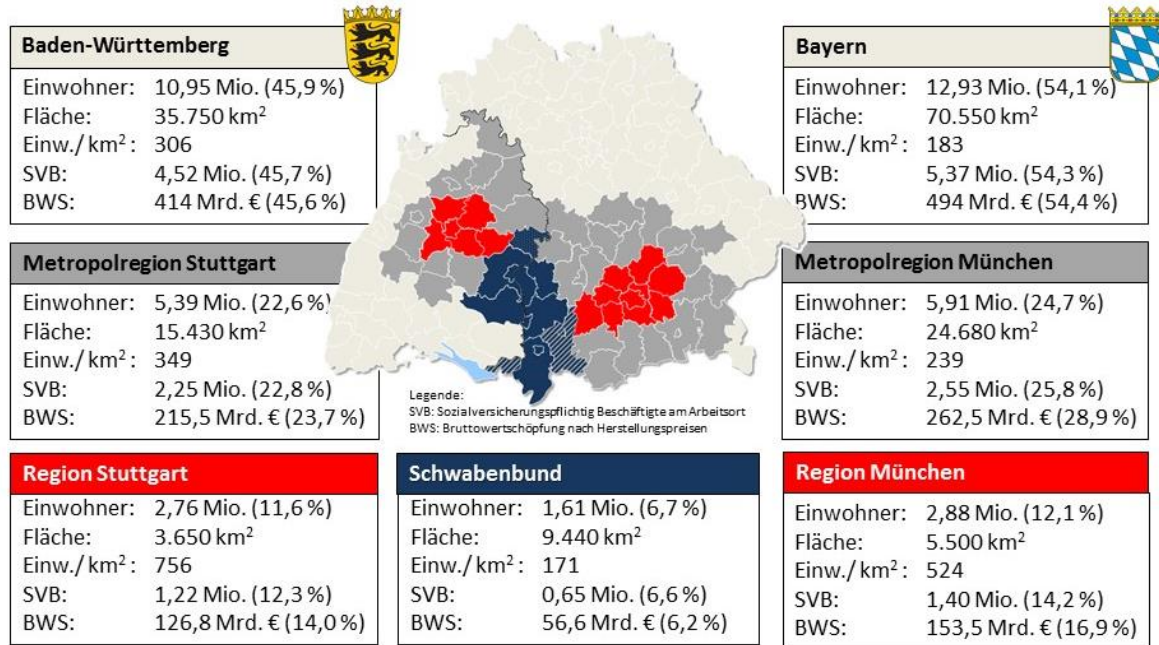 Baden-Württemberg
Einwohner: 10,95 Mio. (45,9 %)
Fläche: 35.750 km²
Einw./ km² : 306
SVB: 4,52 Mio. (45,7 %)
BWS: 414 Mrd. € (45,6 %)
Bayern
Einwohner: 12,93 Mio. (54,1 %)
Fläche: 70.550 km²
Einw./ km² : 183
SVB: 5,37 Mio. (54,3 %)
BWS: 494 Mrd. € (54,4 %)
Metropolregion Stuttgart
Einwohner: 5,39 Mio. (22,6 %)
Fläche: 15.430 km²
Einw./ km² : 349
SVB: 2,25 Mio. (22,8 %)
BWS: 215,5 Mrd. € (23,7 %)
Legende:
SVB: Sozialversicherungspflichtig Beschäftigte am Arbeitsort
BWS: Bruttowertschöpfung nach Herstellungspreisen
Metropolregion München
Einwohner: 5,91 Mio. (24,7 %)
Fläche: 24.680 km²
Einw./ km² : 239
SVB: 2,55 Mio. (25,8 %)
BWS: 262,5 Mrd. € (28,9 %)
Region Stuttgart
Einwohner: 2,76 Mio. (11,6 %)
Fläche: 3.650 km²
Einw./ km² : 756
SVB: 1,22 Mio. (12,3 %)
BWS: 126,8 Mrd. € (14,0 %)
Schwabenbund
Einwohner: 1,61 Mio. (6,7 %)
Fläche: 9.440 km²
Einw./ km² : 171
SVB: 0,65 Mio. (6,6 %)
BWS: 56,6 Mrd. € (6,2 %)
Region München
Einwohner: 2,88 Mio. (12,1 %)
Fläche: 5.500 km²
Einw./ km² : 524
SVB: 1,40 Mio. (14,2 %)
BWS: 153,5 Mrd. € (16,9 %)